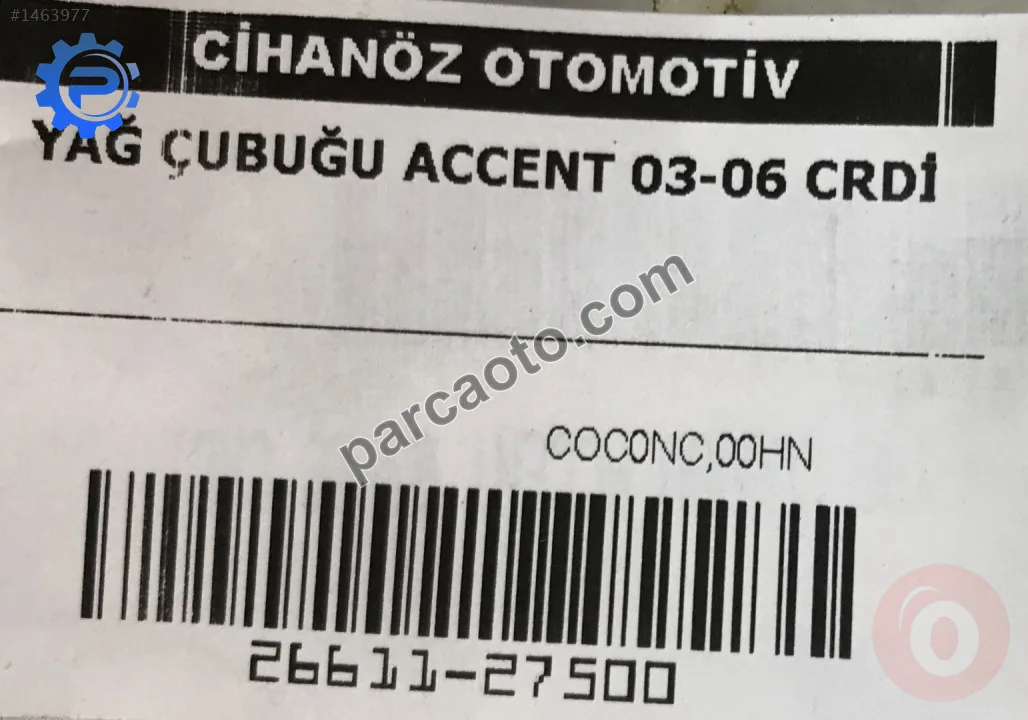 #1463977
CİHANÖZ OTOMOTİV
YAĞ ÇUBUĞU ACCENT 03-06 CRDİ
parcaoto.com
COC0NC,00HN
26611-27500